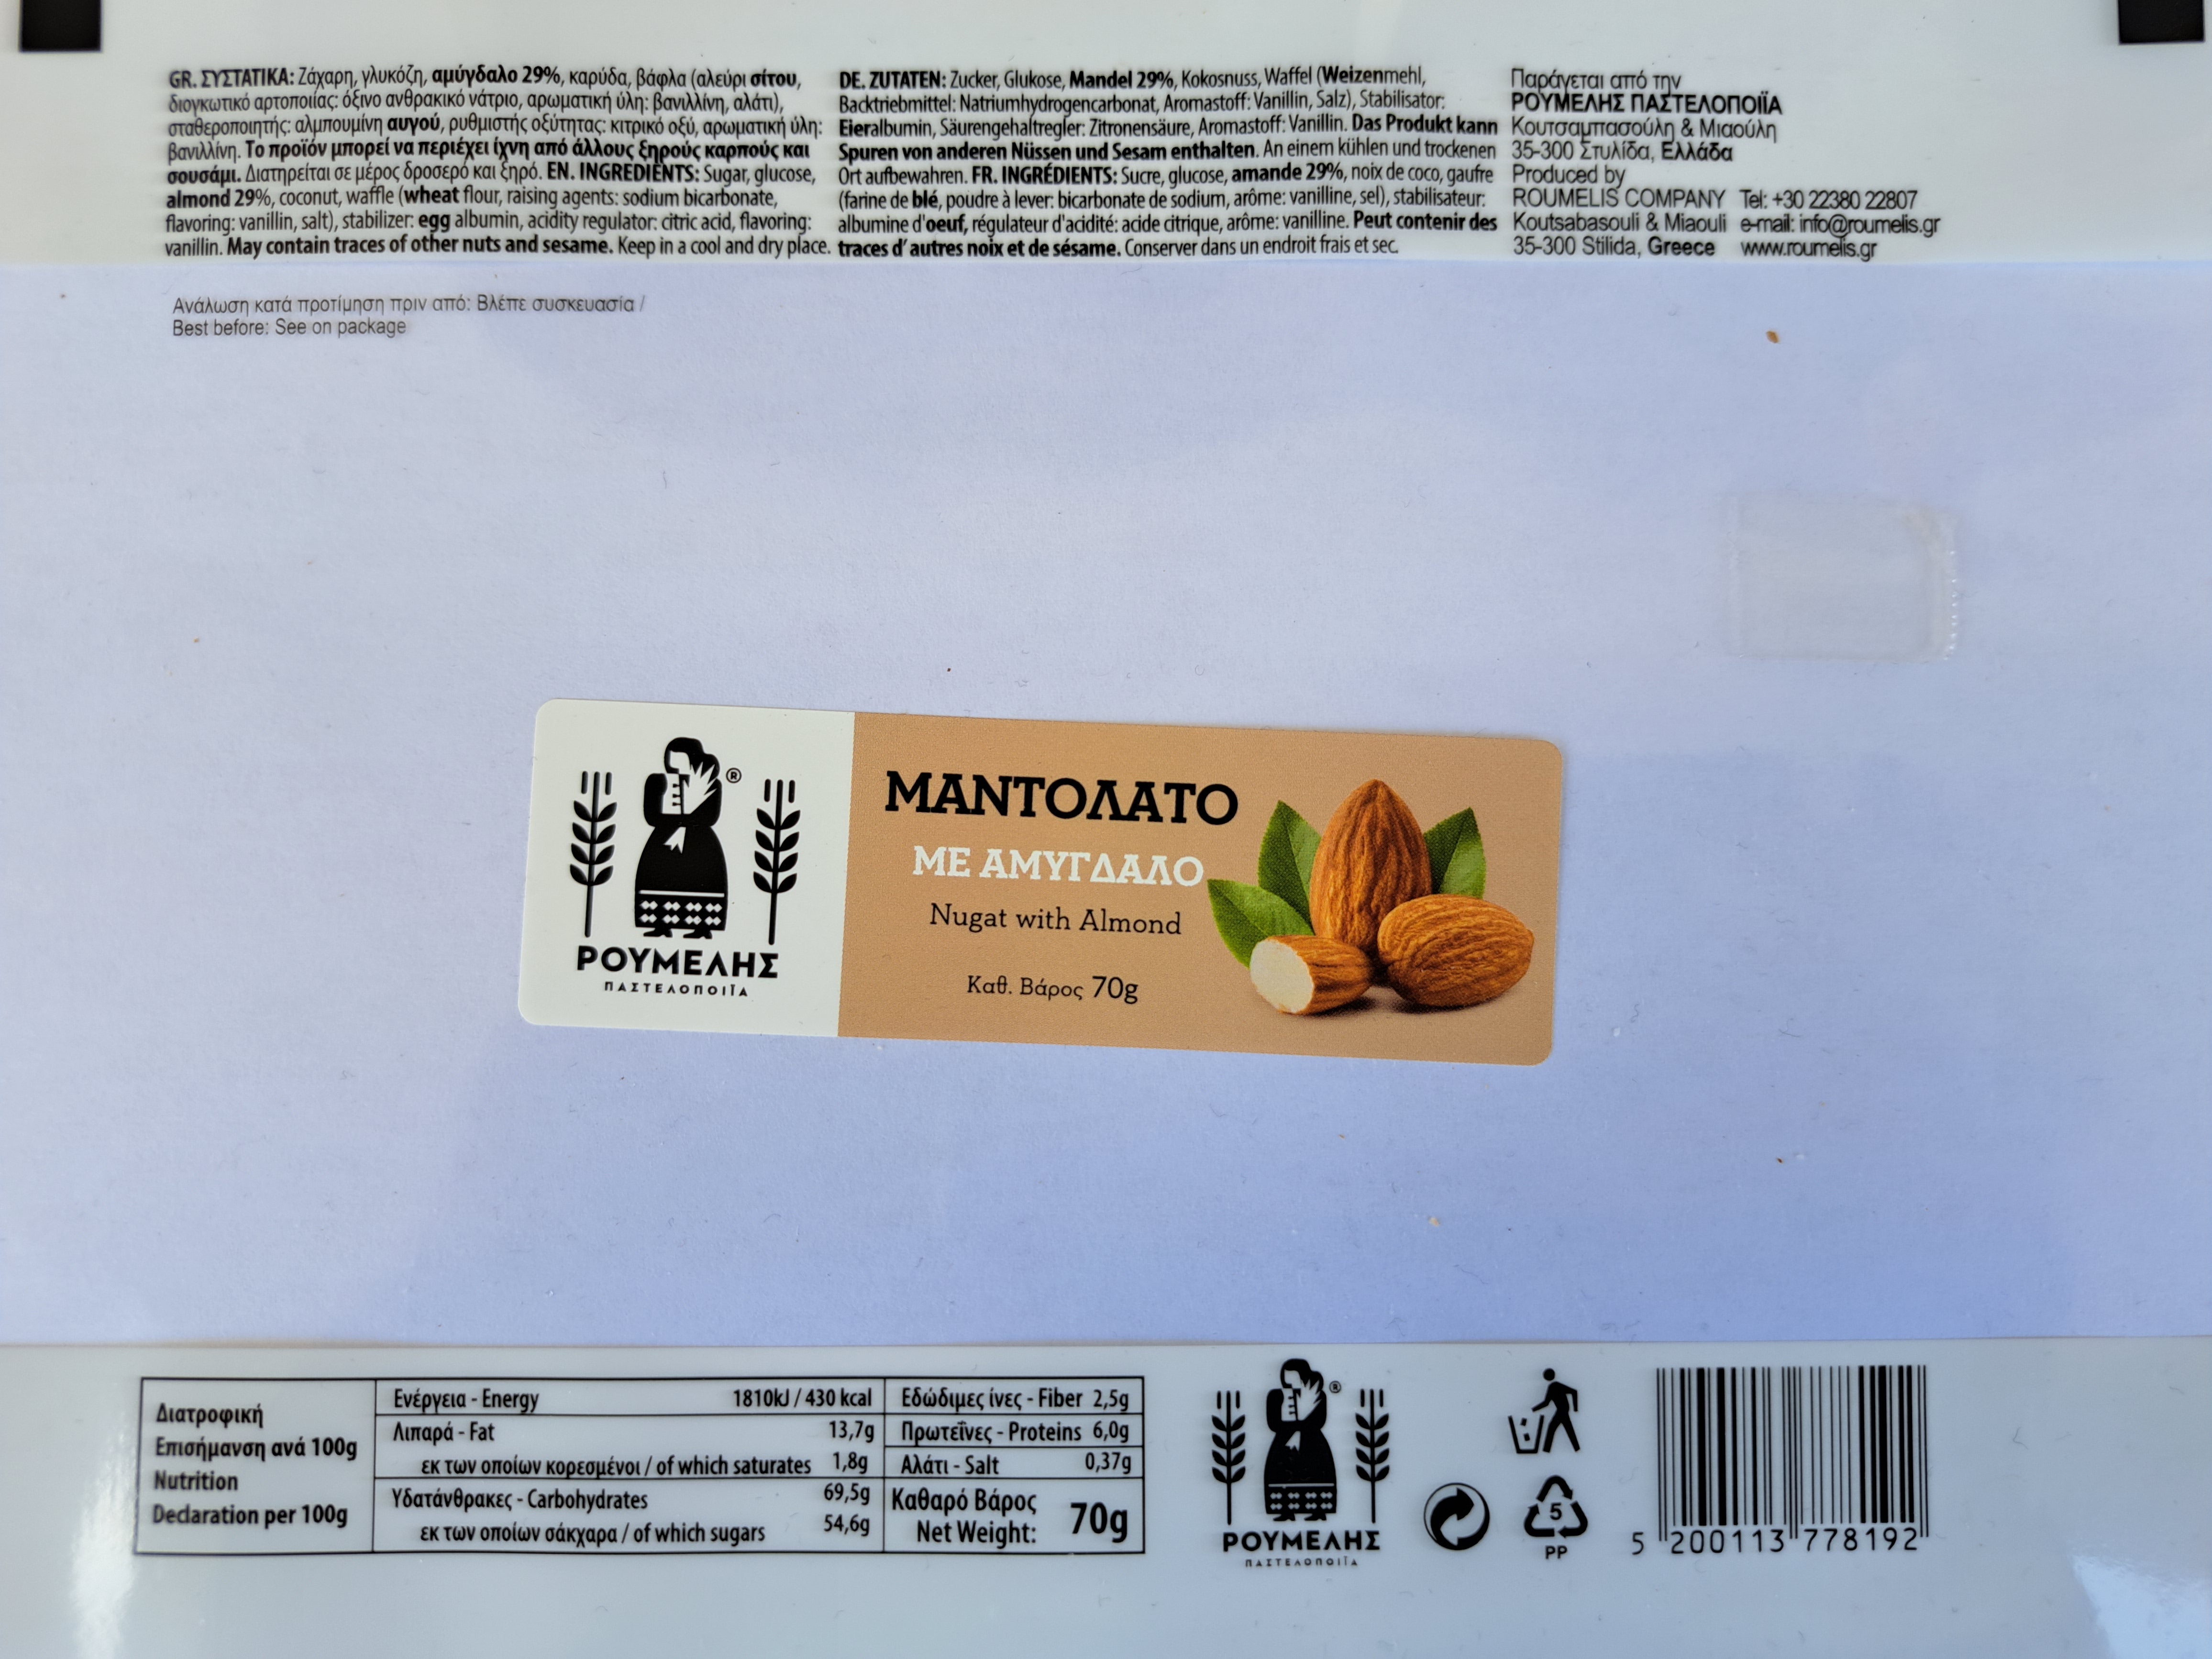 GR. ΣΥΣΤΑΤΙΚΑ: Ζάχαρη, γλυκόζη, αμύγδαλο 29%, καρύδα, βάφλα (αλεύρι σίτου,
διογκωτικό αρτοποιίας: όξινο ανθρακικό νάτριο, αρωματική ύλη: βανιλλίνη, αλάτι),
σταθεροποιητής: αλμπουμίνη αυγού, ρυθμιστής οξύτητας: κιτρικό οξύ, αρωματική ύλη:
βανιλλίνη. Το προϊόν μπορεί να περιέχει ίχνη από άλλους ξηρούς καρπούς και
σουσάμι. Διατηρείται σε μέρος δροσερό και ξηρό. EN. INGREDIENTS: Sugar, glucose,
almond 29%, coconut, waffle (wheat flour, raising agents: sodium bicarbonate,
flavoring: vanillin, salt), stabilizer: egg albumin, acidity regulator: citric acid, flavoring:
vanillin. May contain traces of other nuts and sesame. Keep in a cool and dry place.
DE. ZUTATEN: Zucker, Glukose, Mandel 29%, Kokosnuss, Waffel (Weizenmehl,
Backtriebmittel: Natriumhydrogencarbonat, Aromastoff: Vanillin, Salz), Stabilisator:
Eieralbumin, Säurengehaltregler: Zitronensäure, Aromastoff: Vanillin. Das Produkt kann
Spuren von anderen Nüssen und Sesam enthalten. An einem kühlen und trockenen
Ort aufbewahren. FR. INGRÉDIENTS: Sucre, glucose, amande 29%, noix de coco, gaufre
(farine de blé, poudre à lever: bicarbonate de sodium, arôme: vanilline, sel), stabilisateur:
albumine d'oeuf, régulateur d'acidité: acide citrique, arôme: vanilline. Peut contenir des
traces d' autres noix et de sésame. Conserver dans un endroit frais et sec.
Παράγεται από την
ΡΟΥΜΕΛΗΣ ΠΑΣΤΕΛΟΠΟΪΪΑ
Κουτσαμπασούλη & Μιαούλη
35-300 Στυλίδα, Ελλάδα
Produced by
ROUMELIS COMPANY Tel: +30 22380 22807
Koutsabasouli & Miaouli e-mail: info@roumelis.gr
35-300 Stilida, Greece www.roumelis.gr
Ανάλωση κατά προτίμηση πριν από: Βλέπε συσκευασία /
Best before: See on package
®
ΡΟΥΜΕΛΗΣ
ΠΑΣΤΕΛΟΠΟΙΪΑ
ΜΑΝΤΟΛΑΤΟ
ΜΕ ΑΜΥΓΔΑΛΟ
Nugat with Almond
Καθ. Βάρος 70g
Διατροφική
Επισήμανση ανά 100g
Nutrition
Declaration per 100g
Ενέργεια - Energy 1810kJ / 430 kcal
Λιπαρά - Fat 13,7g
εκ των οποίων κορεσμένοι / of which saturates 1,8g
Υδατάνθρακες - Carbohydrates 69,5g
εκ των οποίων σάκχαρα / of which sugars 54,6g
Εδώδιμες ίνες - Fiber 2,5g
Πρωτεΐνες - Proteins 6,0g
Αλάτι - Salt 0,37g
Καθαρό Βάρος
Net Weight: 70g
®
ΡΟΥΜΕΛΗΣ
ΠΑΣΤΕΛΟΠΟΙΪΑ
5
PP
5 200113 778192